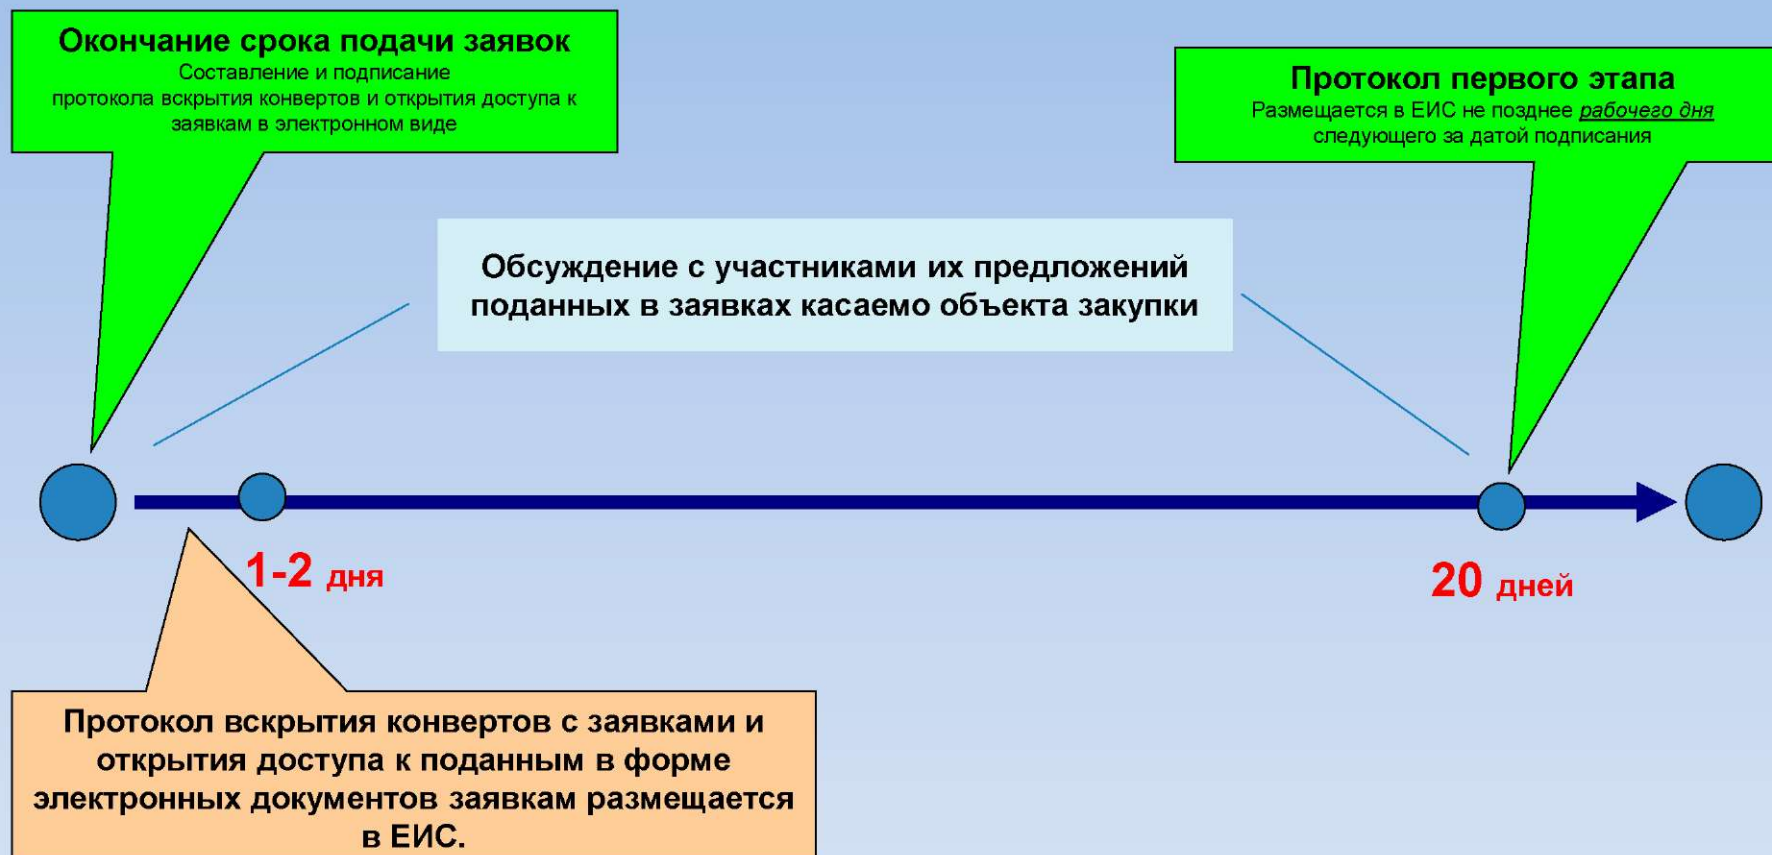 Окончание срока подачи заявок
Составление и подписание
протокола вскрытия конвертов и открытия доступа к
заявкам в электронном виде
Протокол первого этапа
Размещается в ЕИС не позднее рабочего дня
следующего за датой подписания
Обсуждение с участниками их предложений
поданных в заявках касаемо объекта закупки
1-2 дня
20 дней
Протокол вскрытия конвертов с заявками и
открытия доступа к поданным в форме
электронных документов заявкам размещается
в ЕИС.